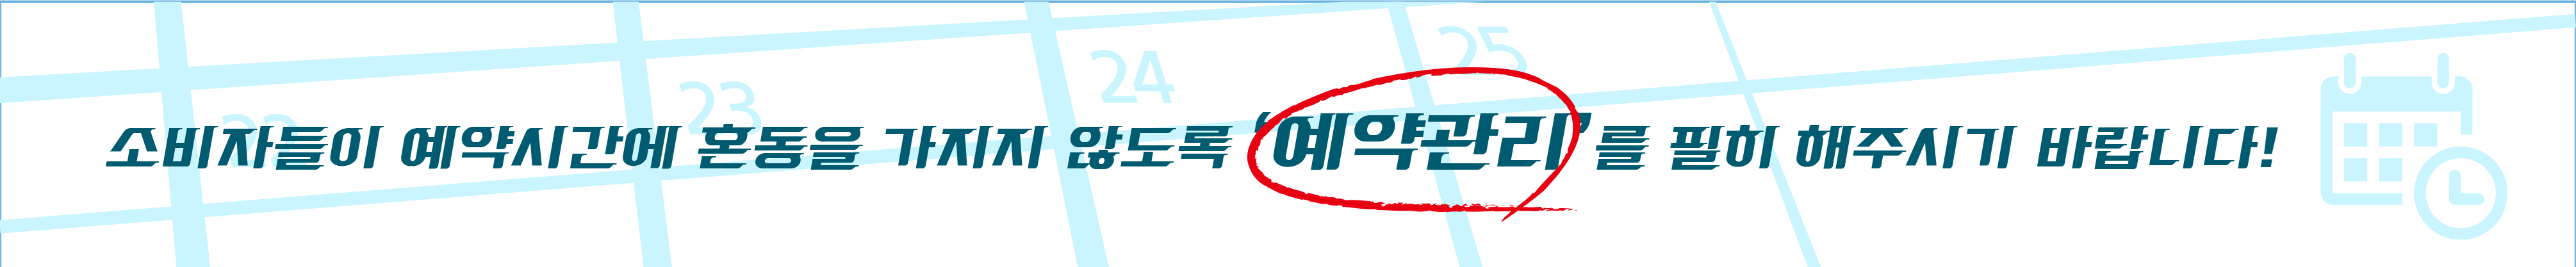 22 23 24 25
소비자들이 예약시간에 혼동을 가지지 않도록 '예약관리'를 필히 해주시기 바랍니다!